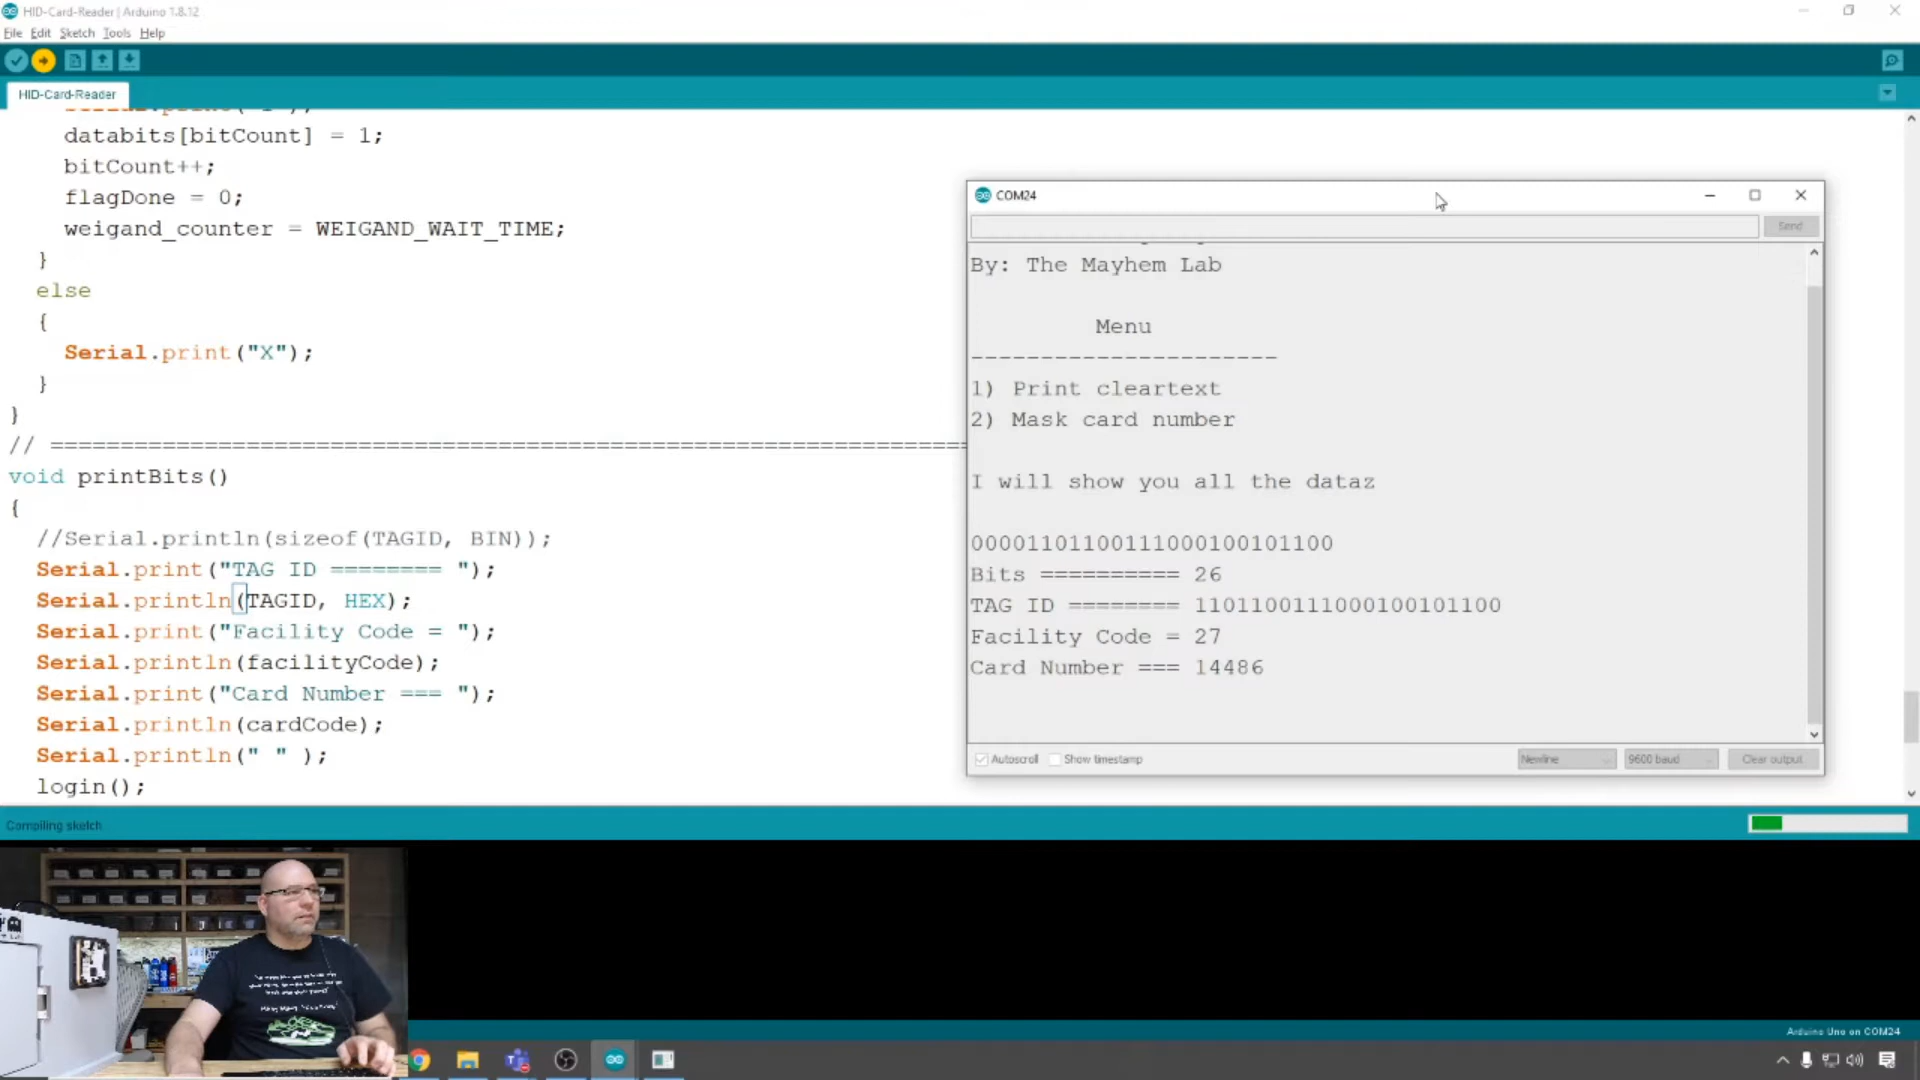 HID-Card-Reader | Arduino 1.8.12
File Edit Sketch Tools Help
HID-Card-Reader
databits[bitCount] = 1;
bitCount++;
flagDone = 0;
weigand_counter = WEIGAND_WAIT_TIME;
}
else
{
Serial.print("X");
}
}
// ==================================================================
void printBits()
{
//Serial.println(sizeof(TAGID, BIN));
Serial.print("TAG ID ======== ");
Serial.println(TAGID, HEX);
Serial.print("Facility Code = ");
Serial.println(facilityCode);
Serial.print("Card Number === ");
Serial.println(cardCode);
Serial.println(" " );
login();
COM24
Send
By: The Mayhem Lab
Menu
----------------------
1) Print cleartext
2) Mask card number
I will show you all the dataz
00001101100111000100101100
Bits ========== 26
TAG ID ======== 1101100111000100101100
Facility Code = 27
Card Number === 14486
Autoscroll Show timestamp Newline 9600 baud Clear output
Compiling sketch
Arduino Uno on COM24